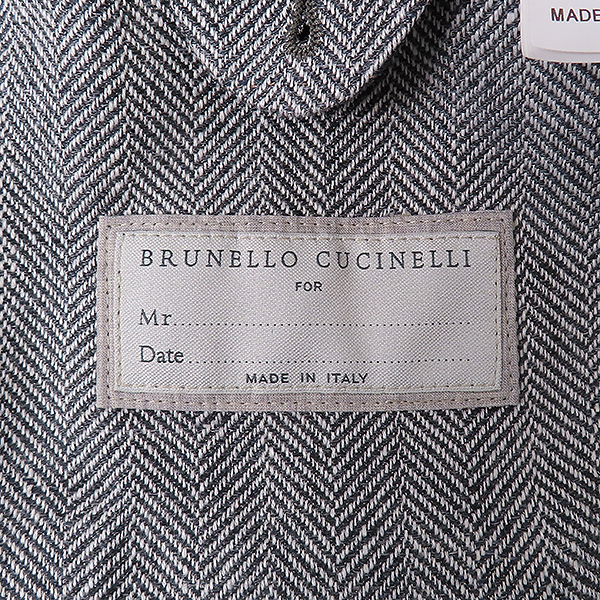 MADE
BRUNELLO CUCINELLI
FOR
Mr.....................................................
Date..................................................
MADE IN ITALY